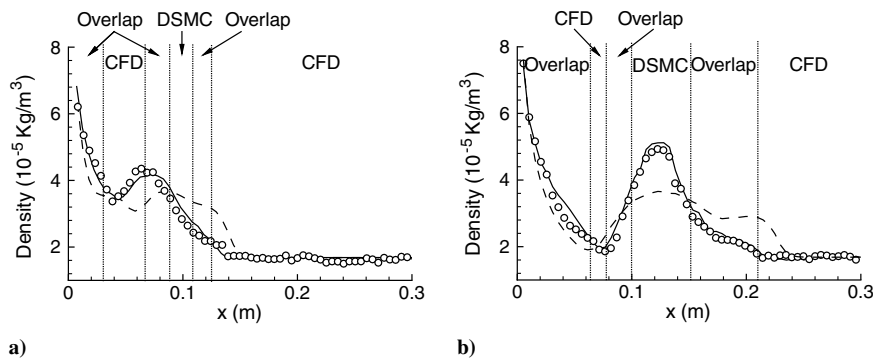 Overlap DSMC Overlap
CFD CFD
Density (10⁻⁵ Kg/m³)
8
6
4
2
0 0.1 0.2 0.3
x (m)
a)
CFD Overlap
Overlap DSMC Overlap CFD
Density (10⁻⁵ Kg/m³)
8
6
4
2
0 0.1 0.2 0.3
x (m)
b)